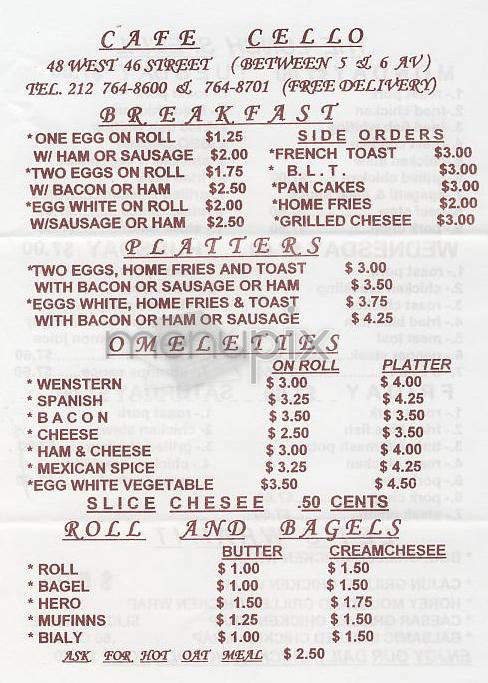 CAFE CELLO
48 WEST 46 STREET (BETWEEN 5 & 6 AV)
TEL. 212 764-8600 & 764-8701 (FREE DELIVERY)
BREAKFAST
*ONE EGG ON ROLL $1.25
W/ HAM OR SAUSAGE $2.00
*TWO EGGS ON ROLL $1.75
W/ BACON OR HAM $2.50
*EGG WHITE ON ROLL $2.00
W/SAUSAGE OR HAM $2.50
SIDE ORDERS
*FRENCH TOAST $3.00
* B.L.T. $3.00
*PAN CAKES $3.00
*HOME FRIES $2.00
*GRILLED CHESEE $3.00
PLATTERS
*TWO EGGS, HOME FRIES AND TOAST $ 3.00
WITH BACON OR SAUSAGE OR HAM $ 3.50
*EGGS WHITE, HOME FRIES & TOAST $ 3.75
WITH BACON OR HAM OR SAUSAGE $ 4.25
menupix
OMELETIES
ON ROLL PLATTER
* WENSTERN $ 3.00 $ 4.00
* SPANISH $ 3.25 $ 4.25
* BACON $ 3.50 $ 3.50
* CHEESE $ 2.50 $ 3.50
* HAM & CHEESE $ 3.00 $ 4.00
* MEXICAN SPICE $ 3.25 $ 4.25
*EGG WHITE VEGETABLE $3.50 $ 4.50
SLICE CHESEE .50 CENTS
ROLL AND BAGELS
BUTTER CREAMCHESEE
* ROLL $ 1.00 $ 1.50
* BAGEL $ 1.00 $ 1.50
* HERO $ 1.50 $ 1.75
* MUFINNS $ 1.25 $ 1.50
* BIALY $ 1.00 $ 1.50
ASK FOR HOT OAT MEAL $ 2.50